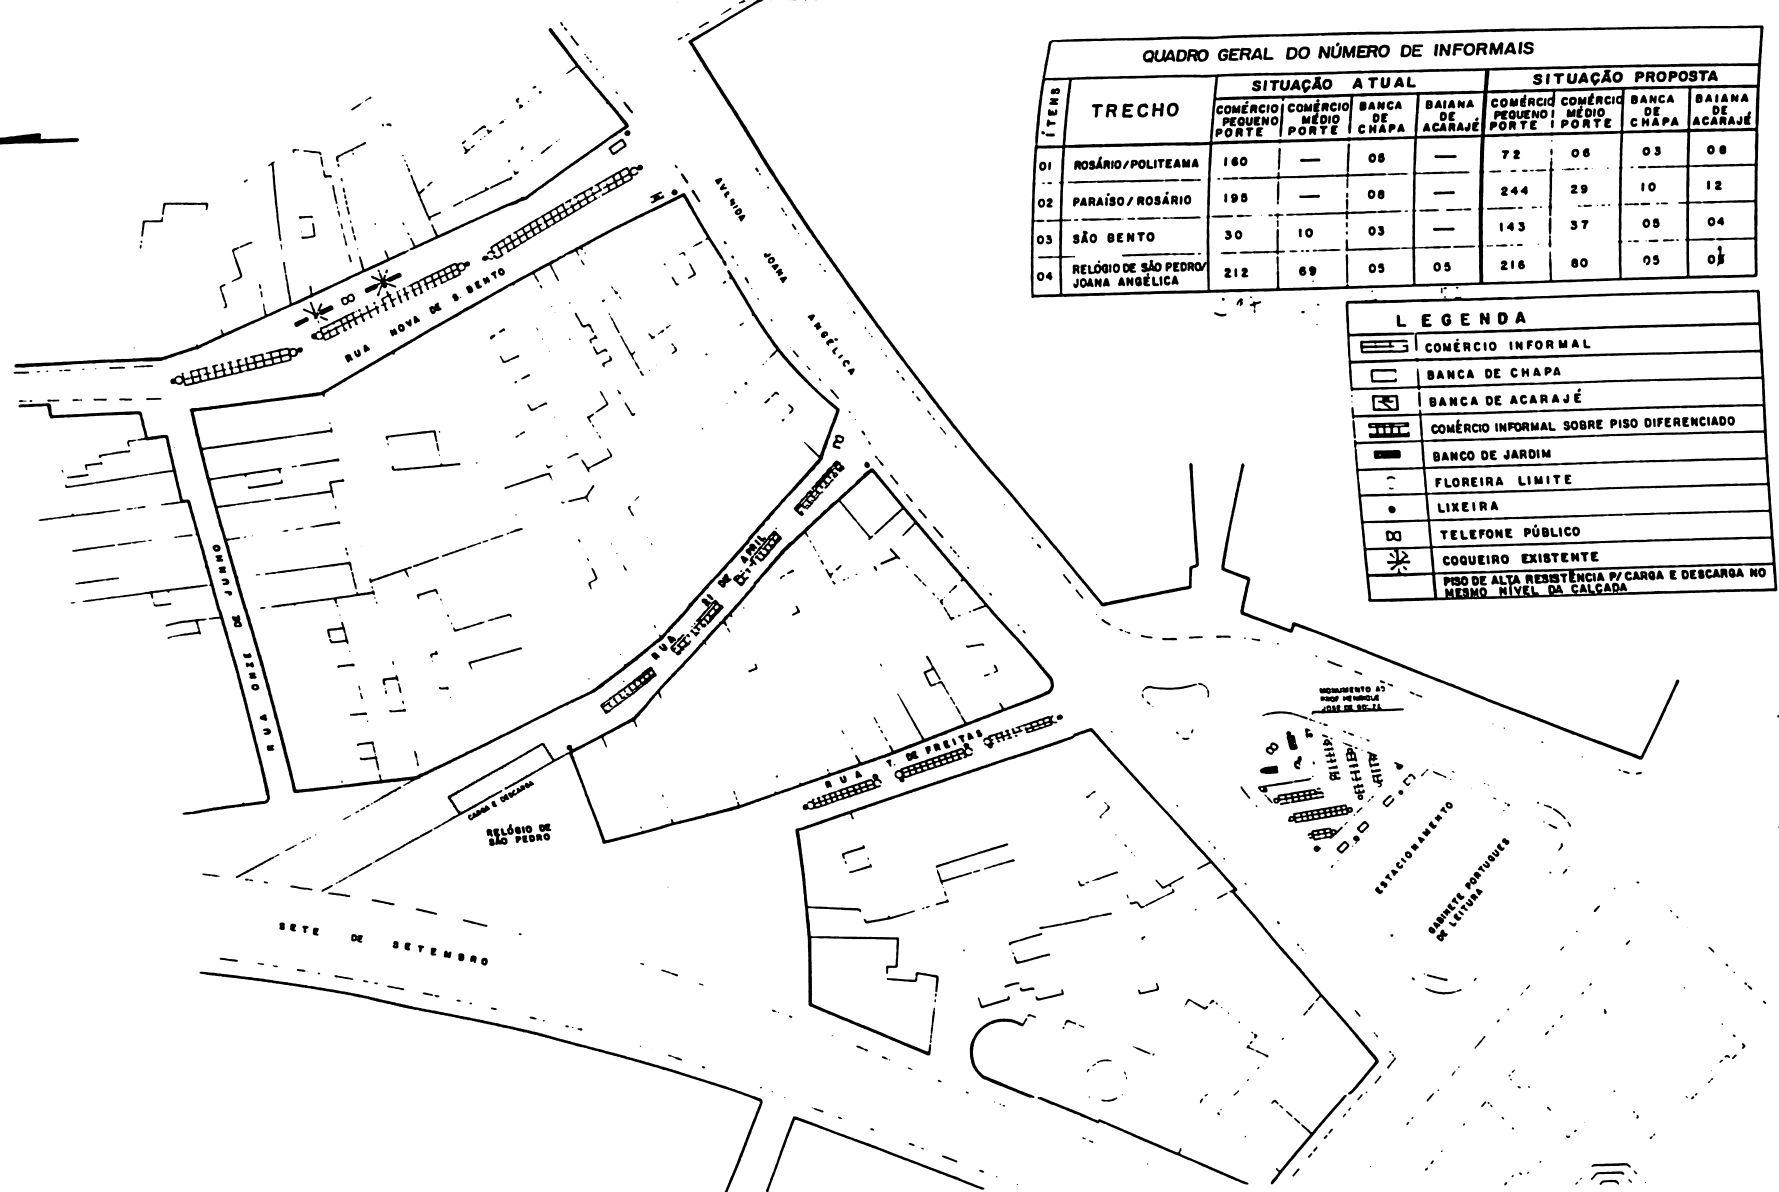 QUADRO GERAL DO NÚMERO DE INFORMAIS
ÍTENS
TRECHO
SITUAÇÃO ATUAL
SITUAÇÃO PROPOSTA
COMÉRCIO PEQUENO PORTE
COMÉRCIO MÉDIO PORTE
BANCA DE CHAPA
BAIANA DE ACARAJÉ
COMÉRCIO PEQUENO PORTE
COMÉRCIO MÉDIO PORTE
BANCA DE CHAPA
BAIANA DE ACARAJÉ
01 ROSÁRIO/POLITEAMA 160 — 05 — 72 06 03
02 PARAÍSO/ROSÁRIO 195 — 08 — 244 29 10 12
03 SÃO BENTO 30 10 03 — 143 37 05 04
04 RELÓGIO DE SÃO PEDRO/ 212 69 05 05 216 80 05
JOANA ANGÉLICA
LEGENDA
COMÉRCIO INFORMAL
BANCA DE CHAPA
BANCA DE ACARAJÉ
COMÉRCIO INFORMAL SOBRE PISO DIFERENCIADO
BANCO DE JARDIM
FLOREIRA LIMITE
LIXEIRA
TELEFONE PÚBLICO
COQUEIRO EXISTENTE
PISO DE ALTA RESISTÊNCIA P/ CARGA E DESCARGA NO
MESMO NÍVEL DA CALÇADA
AVENIDA JOANA ANGÉLICA
RUA NOVA DE S. BENTO
RUA ONZE DE JUNHO
RUA 21 DE APRIL
RUA R. T. DE FREITAS
CARGA E DESCARGA
RELÓGIO DE
SÃO PEDRO
SETE DE SETEMBRO
MONUMENTO AO
PROF HENRIQUE
JOSE DE SOUZA
ESTACIONAMENTO
GABINETE PORTUGUES
DE LEITURA